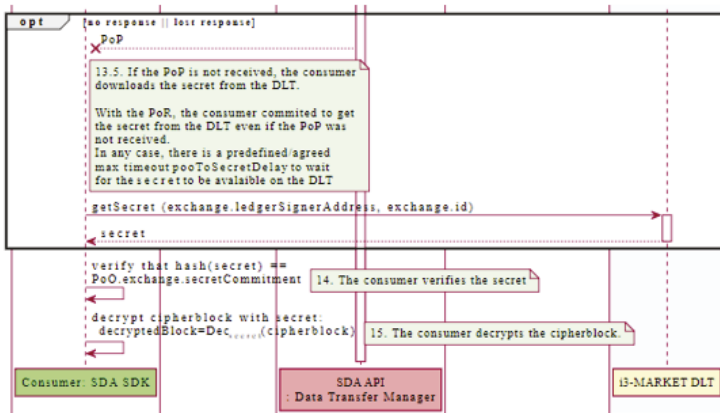 opt
[no response || lost response]
PoP
13.5. If the PoP is not received, the consumer
downloads the secret from the DLT.
With the PoR, the consumer commited to get
the secret from the DLT even if the PoP was
not received.
In any case, there is a predefined/agreed
max timeout pooToSecretDelay to wait
for the secret to be avalaible on the DLT
getSecret (exchange.ledgerSignerAddress, exchange.id)
secret
verify that hash(secret) ==
PoO.exchange.secretCommitment
14. The consumer verifies the secret
decrypt cipherblock with secret:
decryptedBlock=Dec secret(cipherblock)
15. The consumer decrypts the cipherblock.
Consumer: SDA SDK
SDA API
: Data Transfer Manager
i3-MARKET DLT